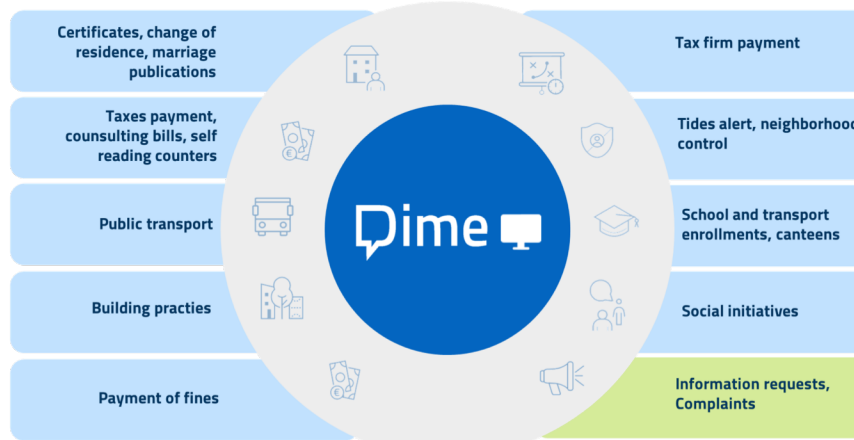 Certificates, change of
residence, marriage
publications
Taxes payment,
counsulting bills, self
reading counters
Public transport
Building practies
Payment of fines
Dime
Tax firm payment
Tides alert, neighborhood
control
School and transport
enrollments, canteens
Social initiatives
Information requests,
Complaints